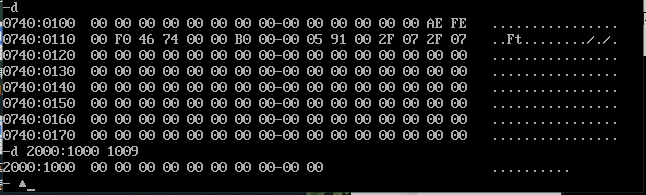 -d
0740:0100  00 00 00 00 00 00 00 00-00 00 00 00 00 00 AE FE   ................
0740:0110  00 F0 46 74 00 00 B0 00-00 05 91 00 2F 07 2F 07   ..Ft......../././
0740:0120  00 00 00 00 00 00 00 00-00 00 00 00 00 00 00 00   ................
0740:0130  00 00 00 00 00 00 00 00-00 00 00 00 00 00 00 00   ................
0740:0140  00 00 00 00 00 00 00 00-00 00 00 00 00 00 00 00   ................
0740:0150  00 00 00 00 00 00 00 00-00 00 00 00 00 00 00 00   ................
0740:0160  00 00 00 00 00 00 00 00-00 00 00 00 00 00 00 00   ................
0740:0170  00 00 00 00 00 00 00 00-00 00 00 00 00 00 00 00   ................
-d 2000:1000 1009
2000:1000  00 00 00 00 00 00 00 00-00 00   ..........
- ▲_